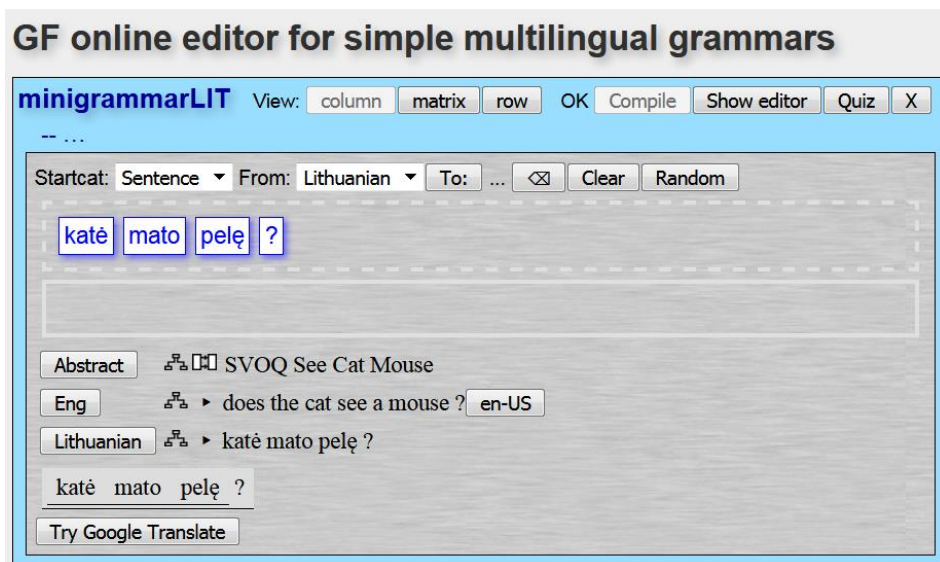 GF online editor for simple multilingual grammars
minigrammarLIT View: column matrix row OK Compile Show editor Quiz X
-- ...
Startcat: Sentence From: Lithuanian To: ... ⌫ Clear Random
katė mato pelę ?
Abstract SVOQ See Cat Mouse
Eng does the cat see a mouse ? en-US
Lithuanian katė mato pelę ?
katė mato pelę ?
Try Google Translate